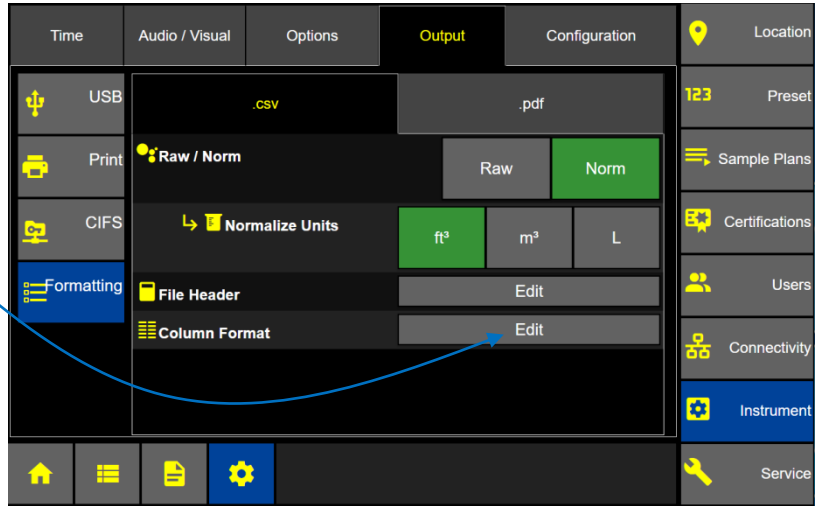 Time
Audio / Visual
Options
Output
Configuration
Location
USB
.csv
.pdf
123
Preset
Print
Raw / Norm
Raw
Norm
Sample Plans
CIFS
Normalize Units
ft³
m³
L
Certifications
Formatting
File Header
Edit
Users
Column Format
Edit
Connectivity
Instrument
Service